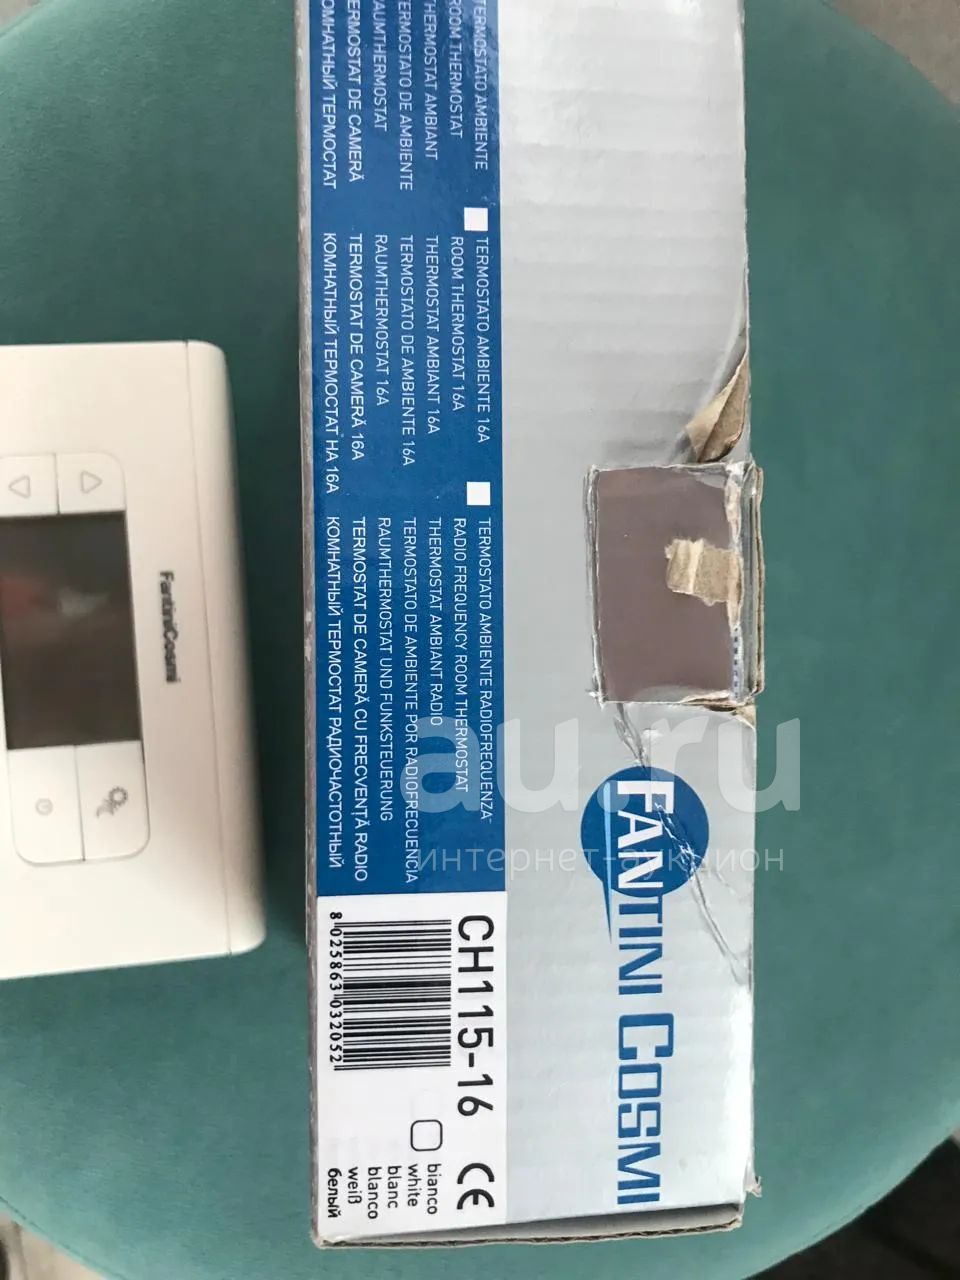 FANTINI COSMI
TERMOSTATO AMBIENTE
ROOM THERMOSTAT
THERMOSTAT AMBIANT
TERMOSTATO DE AMBIENTE
RAUMTHERMOSTAT
TERMOSTAT DE CAMERĂ
КОМНАТНЫЙ ТЕРМОСТАТ
TERMOSTATO AMBIENTE 16A
ROOM THERMOSTAT 16A
THERMOSTAT AMBIANT 16A
TERMOSTATO DE AMBIENTE 16A
RAUMTHERMOSTAT 16A
TERMOSTAT DE CAMERĂ 16A
КОМНАТНЫЙ ТЕРМОСТАТ НА 16А
TERMOSTATO AMBIENTE RADIOFREQUENZA
RADIO FREQUENCY ROOM THERMOSTAT
THERMOSTAT AMBIANT RADIO
TERMOSTATO DE AMBIENTE POR RADIOFRECUENCIA
RAUMTHERMOSTAT UND FUNKSTEUERUNG
TERMOSTAT DE CAMERĂ CU FRECVENȚĂ RADIO
КОМНАТНЫЙ ТЕРМОСТАТ РАДИОЧАСТОТНЫЙ
CH115-16 CE
8 025863 032052
bianco
white
blanc
blanco
weiß
белый
FantiniCosmi
au.ru
интернет-аукцион